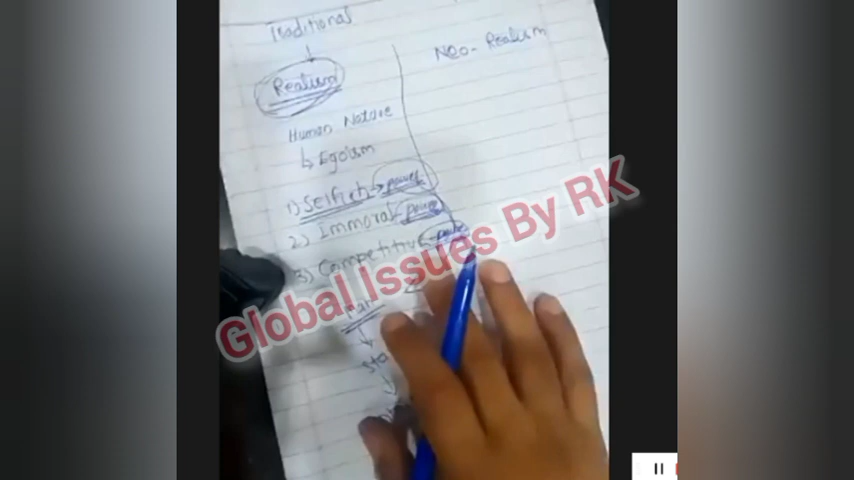 Traditional
Realism
Human Nature
↳ Egoism
1) Selfish → power
2) Immoral - power
3) Competitive - power
man
Neo - Realism
Global Issues By RK